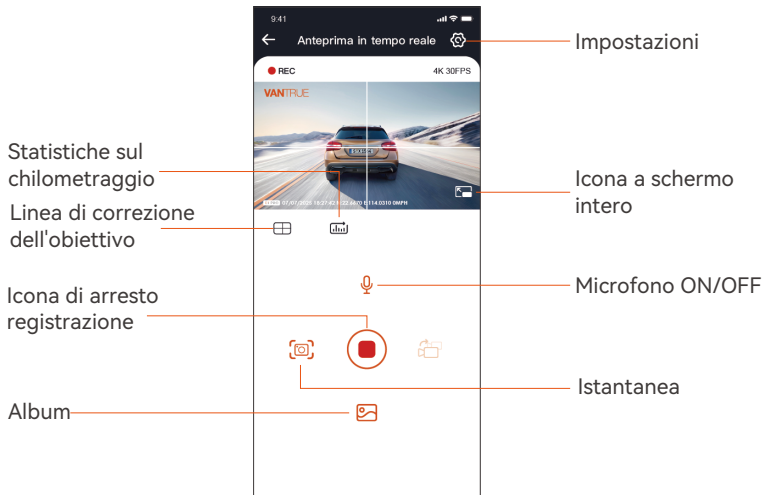 9:41
Anteprima in tempo reale
Impostazioni
REC
4K 30FPS
VANTRUE
Statistiche sul
chilometraggio
Icona a schermo
intero
Linea di correzione
dell'obiettivo
Microfono ON/OFF
Icona di arresto
registrazione
Istantanea
Album